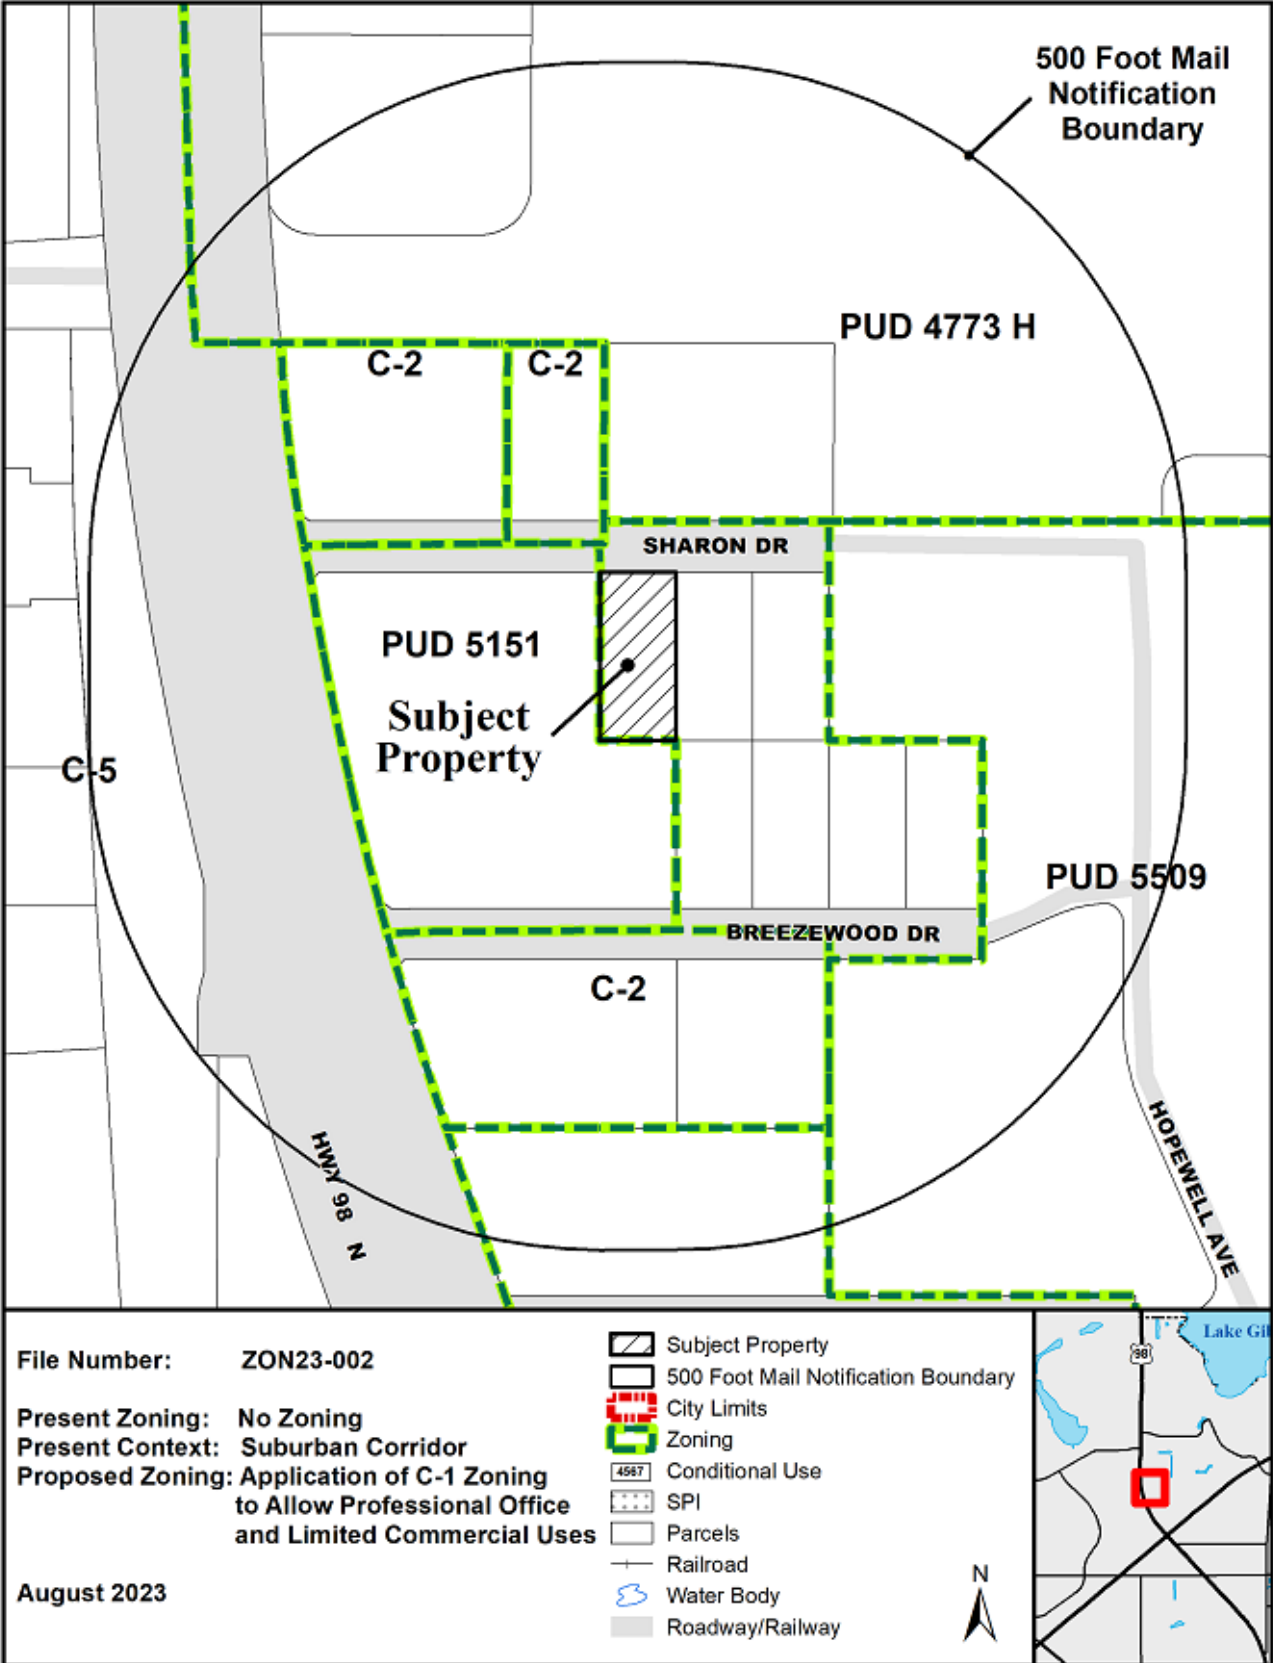 500 Foot Mail
Notification
Boundary
PUD 4773 H
C-2
C-2
SHARON DR
PUD 5151
Subject
Property
C-5
PUD 5509
BREEZEWOOD DR
C-2
HOPEWELL AVE
HWY 98 N
File Number: ZON23-002
Present Zoning: No Zoning
Present Context: Suburban Corridor
Proposed Zoning: Application of C-1 Zoning
to Allow Professional Office
and Limited Commercial Uses
August 2023
Subject Property
500 Foot Mail Notification Boundary
City Limits
Zoning
4567 Conditional Use
SPI
Parcels
Railroad
Water Body
Roadway/Railway
N
Lake Gi
98